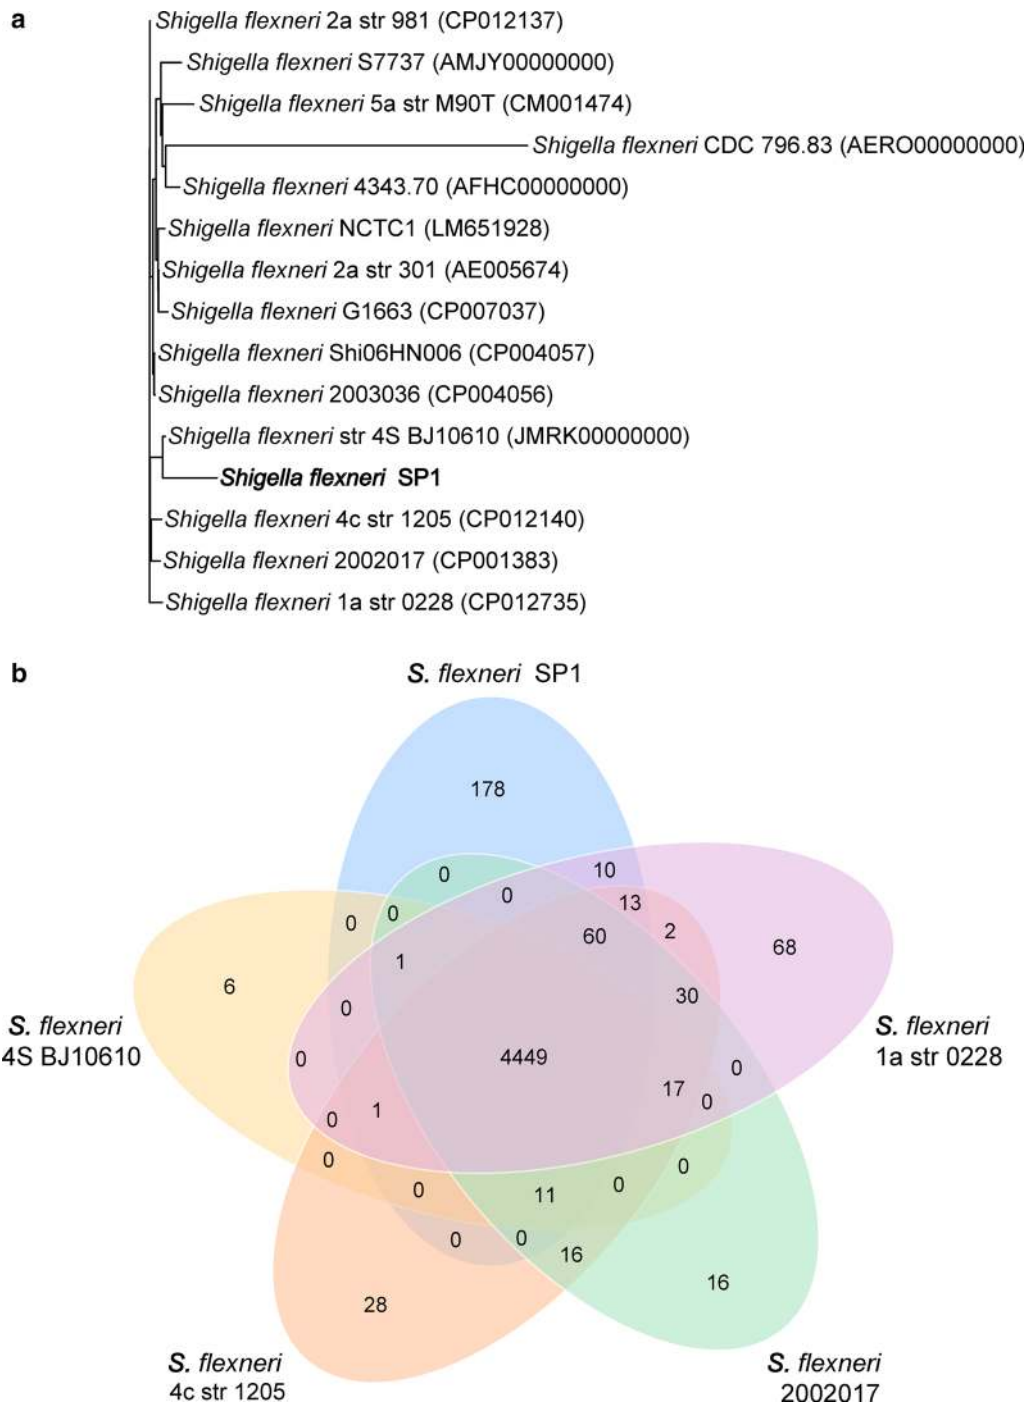 a
Shigella flexneri 2a str 981 (CP012137)
Shigella flexneri S7737 (AMJY00000000)
Shigella flexneri 5a str M90T (CM001474)
Shigella flexneri CDC 796.83 (AERO00000000)
Shigella flexneri 4343.70 (AFHC00000000)
Shigella flexneri NCTC1 (LM651928)
Shigella flexneri 2a str 301 (AE005674)
Shigella flexneri G1663 (CP007037)
Shigella flexneri Shi06HN006 (CP004057)
Shigella flexneri 2003036 (CP004056)
Shigella flexneri str 4S BJ10610 (JMRK00000000)
Shigella flexneri SP1
Shigella flexneri 4c str 1205 (CP012140)
Shigella flexneri 2002017 (CP001383)
Shigella flexneri 1a str 0228 (CP012735)
b
S. flexneri SP1
178
0
10
0
13
0
0
2
60
68
1
6
30
0
S. flexneri
4S BJ10610
S. flexneri
1a str 0228
0
4449
0
17
0
1
0
0
0
0
11
0
0
0
16
16
28
S. flexneri
4c str 1205
S. flexneri
2002017